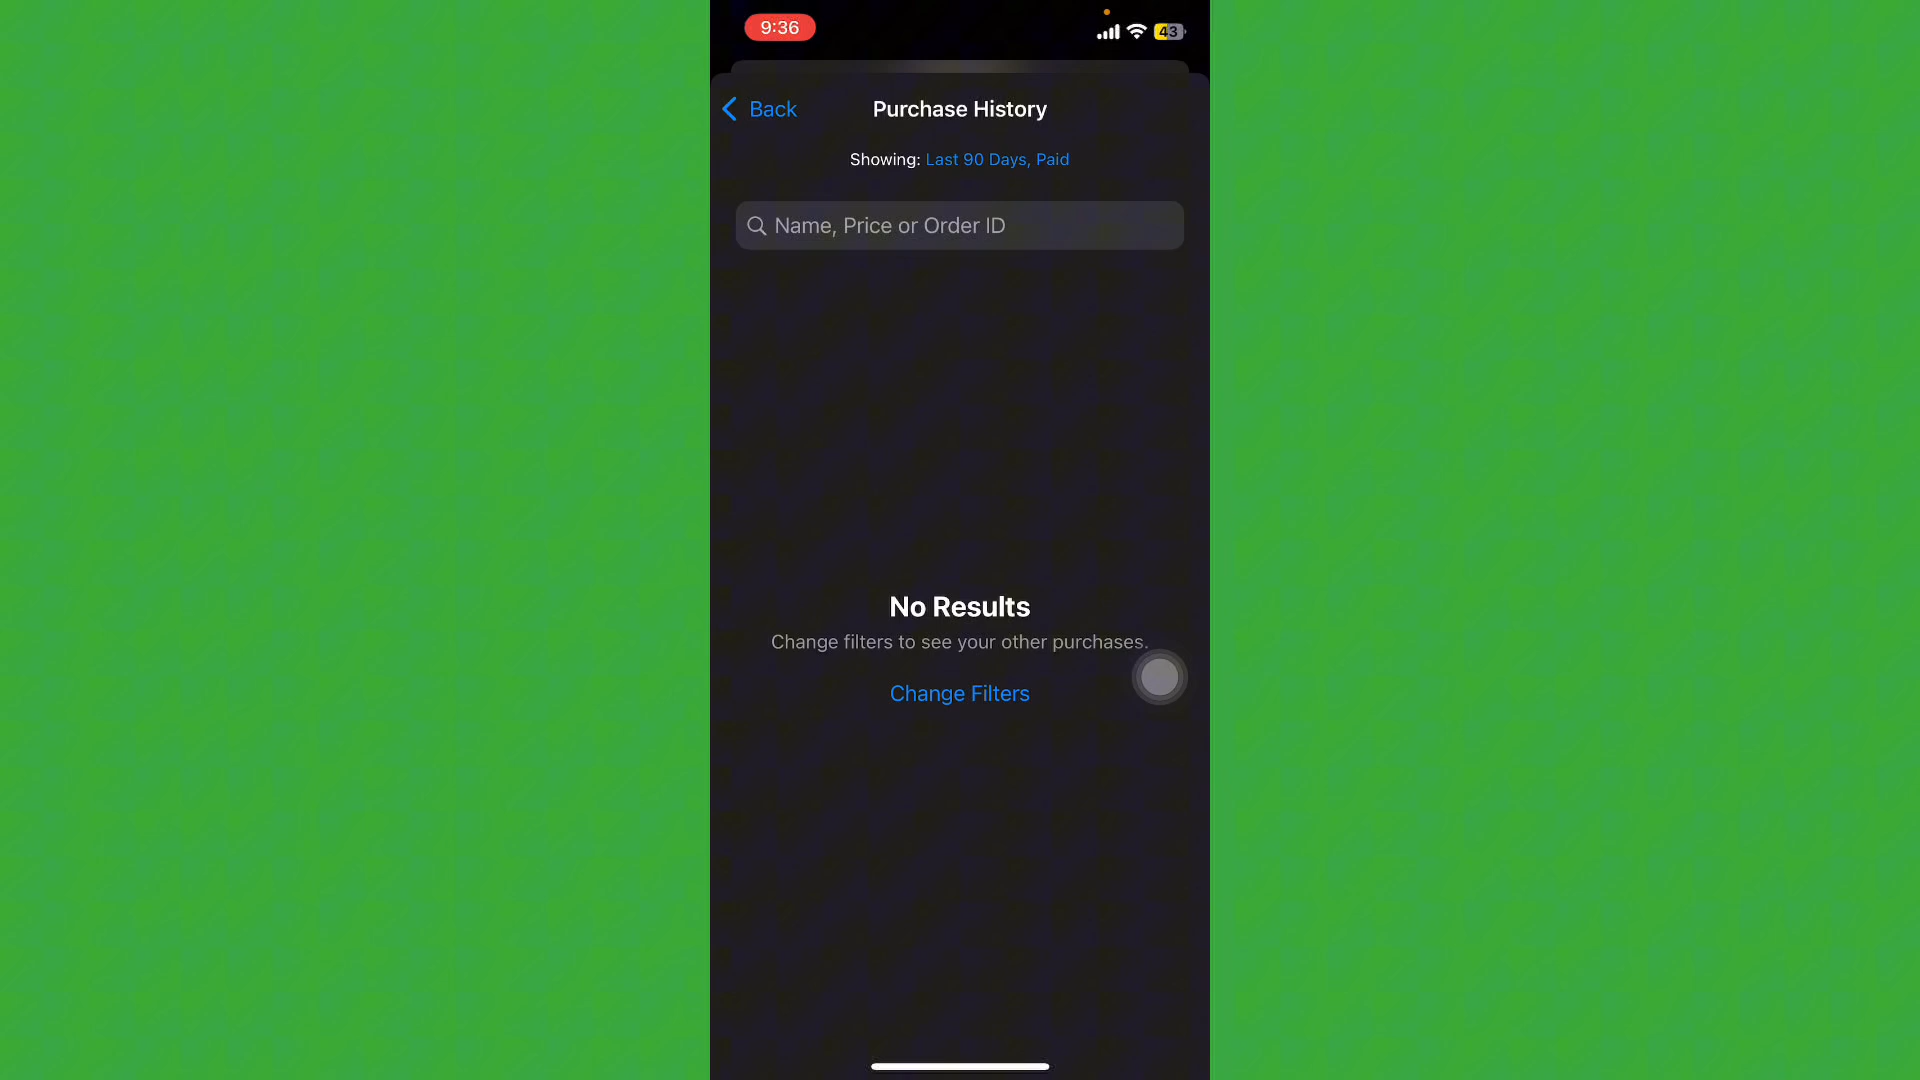 9:36
43
Back
Purchase History
Showing: Last 90 Days, Paid
Name, Price or Order ID
No Results
Change filters to see your other purchases.
Change Filters